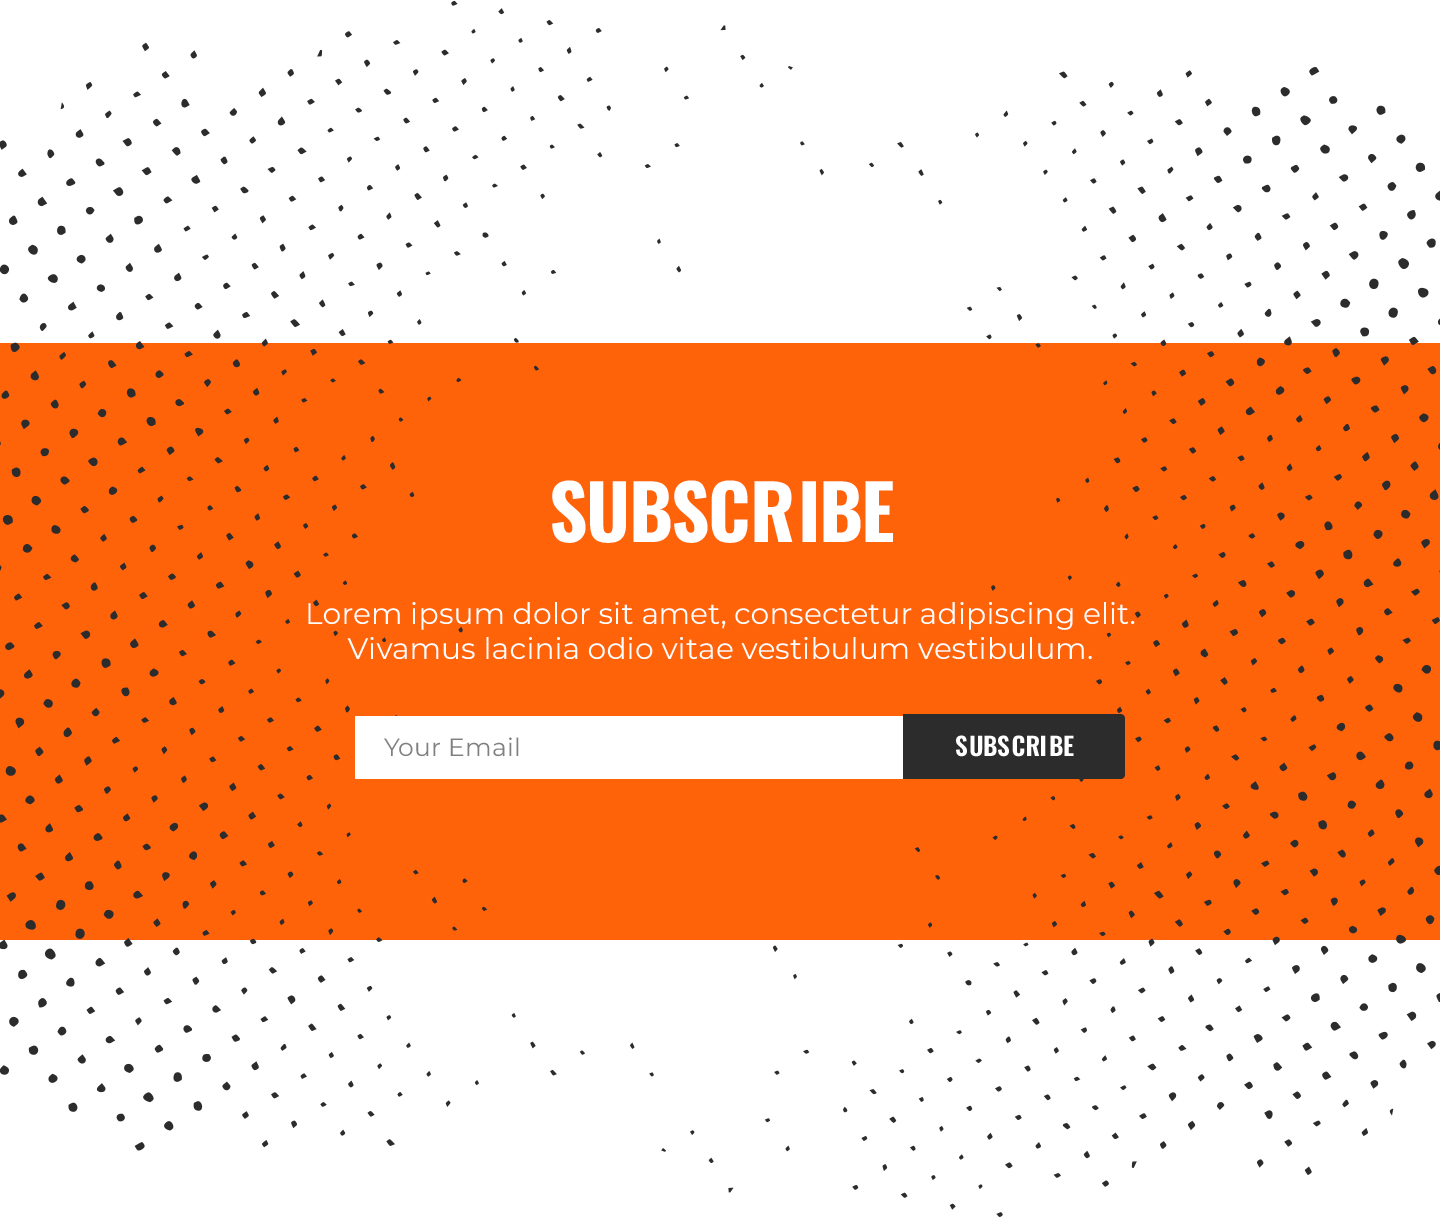 SUBSCRIBE
Lorem ipsum dolor sit amet, consectetur adipiscing elit.
Vivamus lacinia odio vitae vestibulum vestibulum.
Your Email
SUBSCRIBE